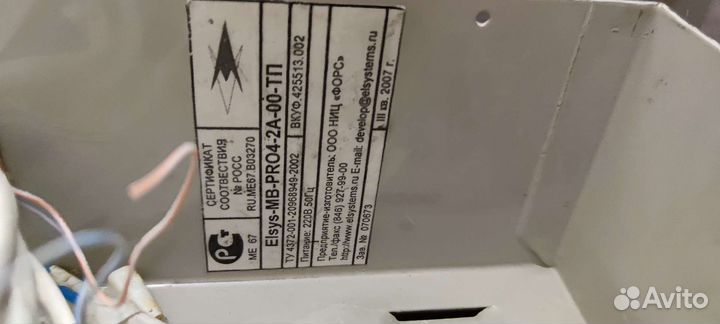 СЕРТИФИКАТ
СООТВЕСТВИЯ
№ РОСС
RU.ME67.B03270
РСТ
ME 67
Elsys-MB-PRO4-2A-00-ТП
ТУ 4372-001-20968949-2002
ВКУФ.425513.002
Питание: 220В 50Гц
Предприятие-изготовитель: ООО НИЦ «ФОРС»
Тел./факс (846) 927-99-00
http://www.elsystems.ru E-mail: develop@elsystems.ru
Зав. № 070673
III кв. 2007 г.
Avito